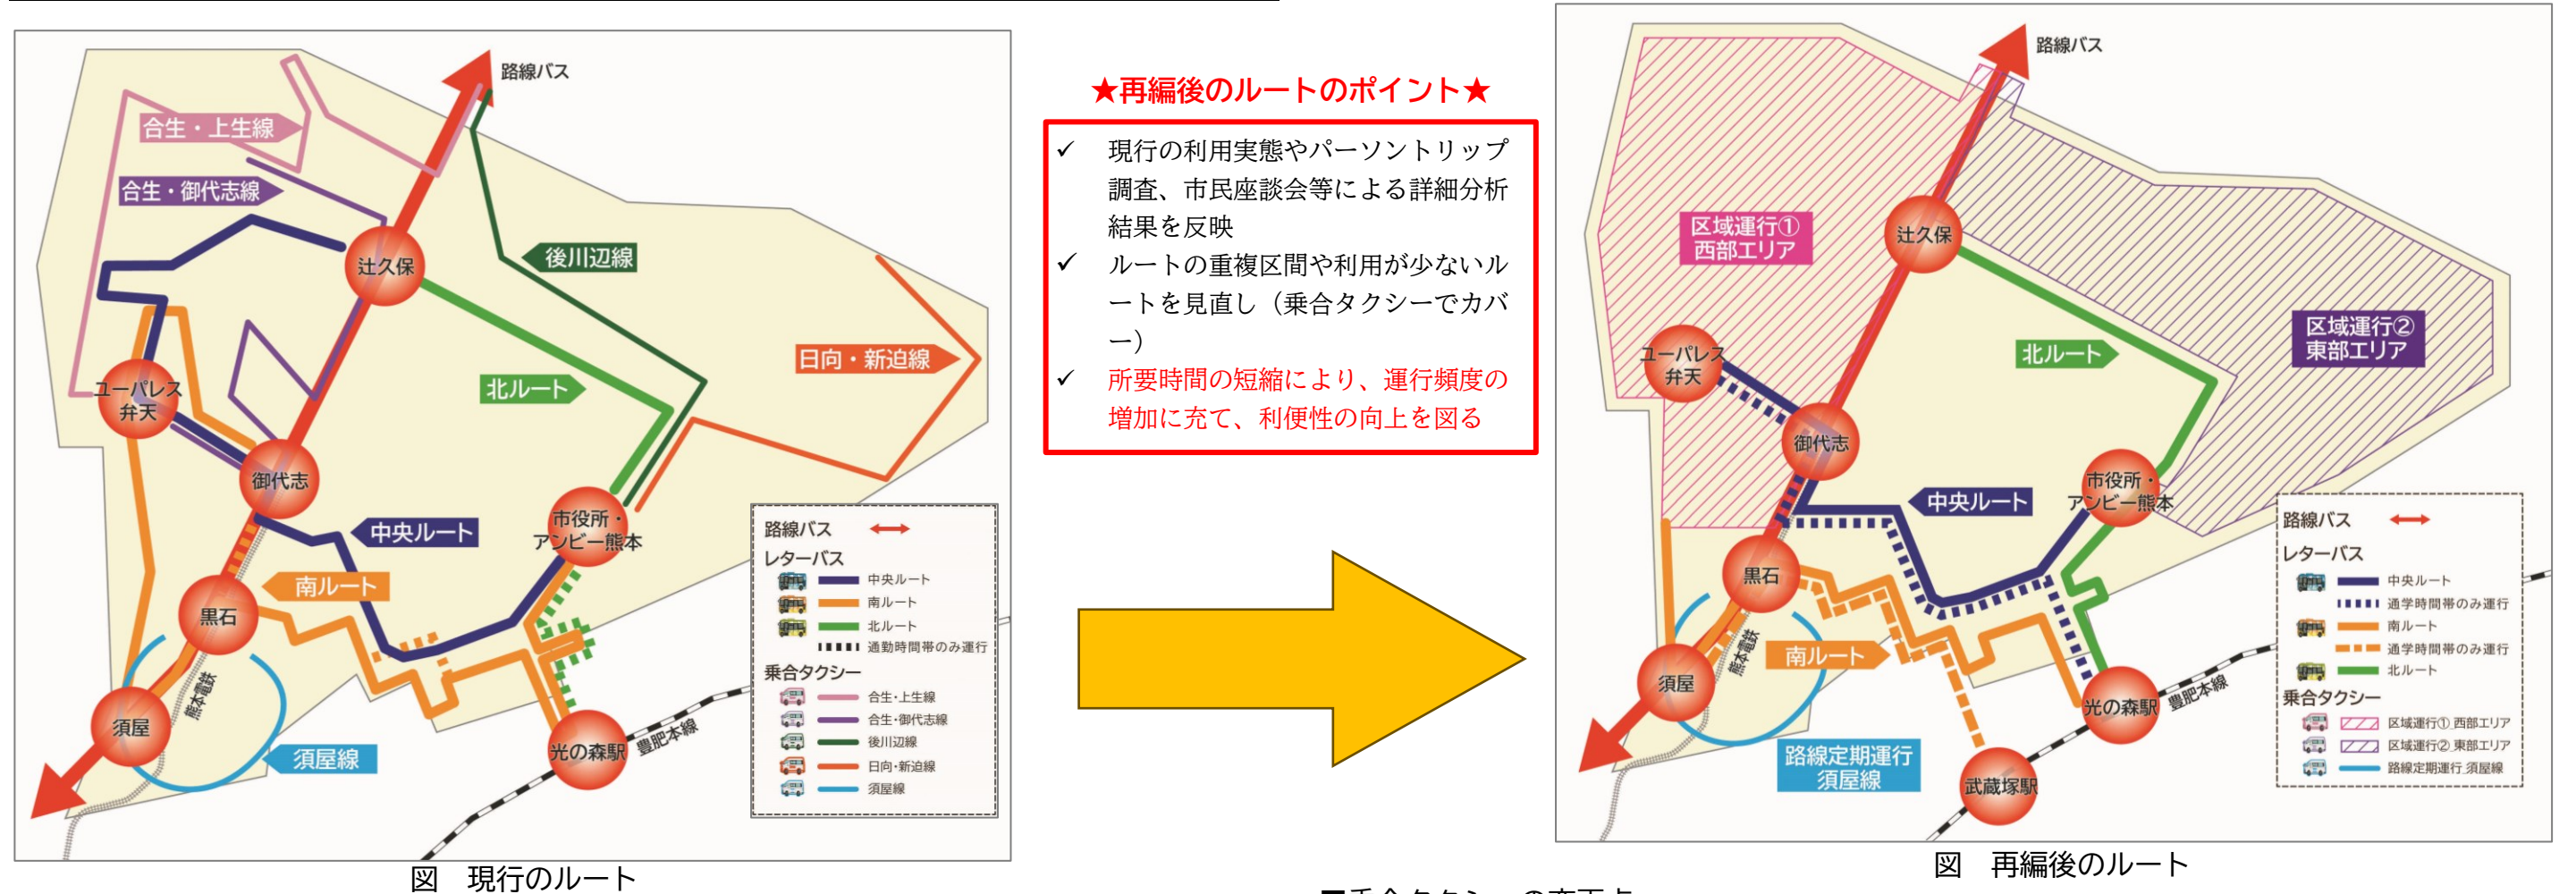 路線バス
合生・上生線
合生・御代志線
辻久保
後川辺線
日向・新迫線
北ルート
ユーパレス
弁天
御代志
中央ルート
市役所・
アンビー熊本
南ルート
黒石
熊本電鉄
須屋
須屋線
光の森駅
豊肥本線
路線バス
レターバス
中央ルート
南ルート
北ルート
通勤時間帯のみ運行
乗合タクシー
合生・上生線
合生・御代志線
後川辺線
日向・新迫線
須屋線
図　現行のルート
★再編後のルートのポイント★
✓ 現行の利用実態やパーソントリップ
調査、市民座談会等による詳細分析
結果を反映
✓ ルートの重複区間や利用が少ないル
ートを見直し（乗合タクシーでカバ
ー）
✓ 所要時間の短縮により、運行頻度の
増加に充て、利便性の向上を図る
路線バス
区域運行①
西部エリア
辻久保
区域運行②
東部エリア
北ルート
ユーパレス
弁天
御代志
中央ルート
市役所・
アンビー熊本
黒石
南ルート
熊本電鉄
須屋
路線定期運行
須屋線
光の森駅
豊肥本線
武蔵塚駅
路線バス
レターバス
中央ルート
通学時間帯のみ運行
南ルート
通学時間帯のみ運行
北ルート
乗合タクシー
区域運行① 西部エリア
区域運行② 東部エリア
路線定期運行 須屋線
図　再編後のルート